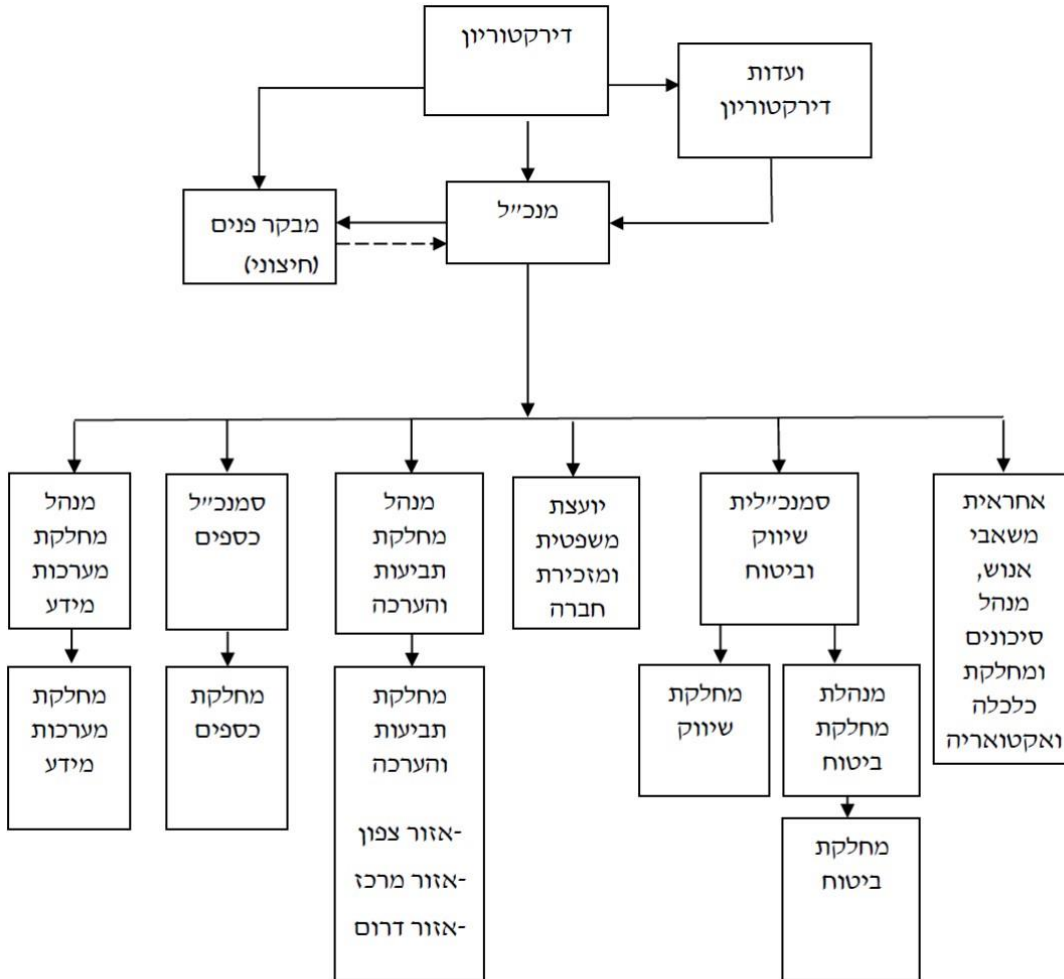 דירקטוריון
ועדות
דירקטוריון
מנכ״ל
מבקר פנים
(חיצוני)
אחראית
משאבי
אנוש,
מנהל
סיכונים
ומחלקת
כלכלה
ואקטואריה
סמנכ״לית
שיווק
וביטוח
יועצת
משפטית
ומזכירת
חברה
מנהל
מחלקת
תביעות
והערכה
סמנכ״ל
כספים
מנהל
מחלקת
מערכות
מידע
מנהלת
מחלקת
ביטוח
מחלקת
שיווק
מחלקת
תביעות
והערכה
-אזור צפון
-אזור מרכז
-אזור דרום
מחלקת
כספים
מחלקת
מערכות
מידע
מחלקת
ביטוח